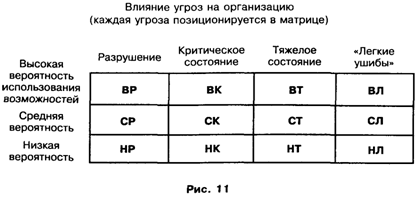 Влияние угроз на организацию
(каждая угроза позиционируется в матрице)
Разрушение Критическое состояние Тяжелое состояние «Легкие ушибы»
Высокая вероятность использования возможностей ВР ВК ВТ ВЛ
Средняя вероятность СР СК СТ СЛ
Низкая вероятность НР НК НТ НЛ
Рис. 11